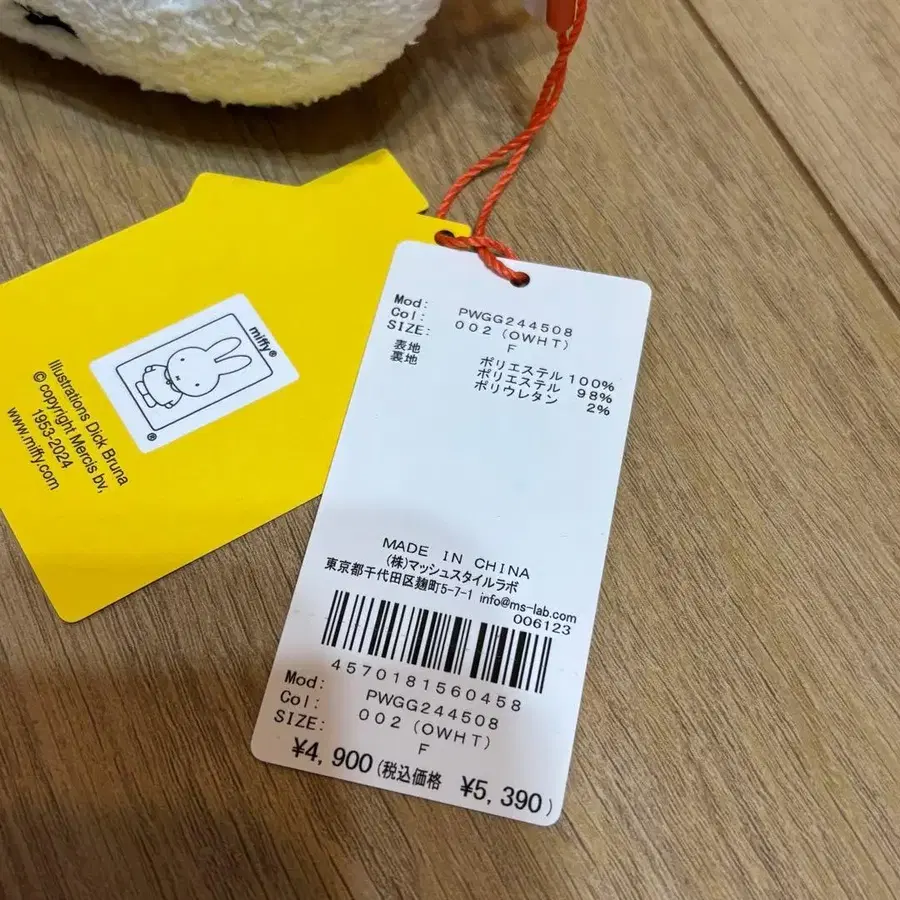 miffy®
®
Illustrations Dick Bruna
© copyright Mercis bv,
1953-2024
www.miffy.com
Mod: PWGG244508
Col: 002 (OWHT)
SIZE: F
表地 ポリエステル 100%
裏地 ポリエステル 98%
ポリウレタン 2%
MADE IN CHINA
(株)マッシュスタイルラボ
東京都千代田区麹町5-7-1 info@ms-lab.com
006123
4570181560458
Mod: PWGG244508
Col: 002 (OWHT)
SIZE: F
¥4,900(税込価格 ¥5,390)